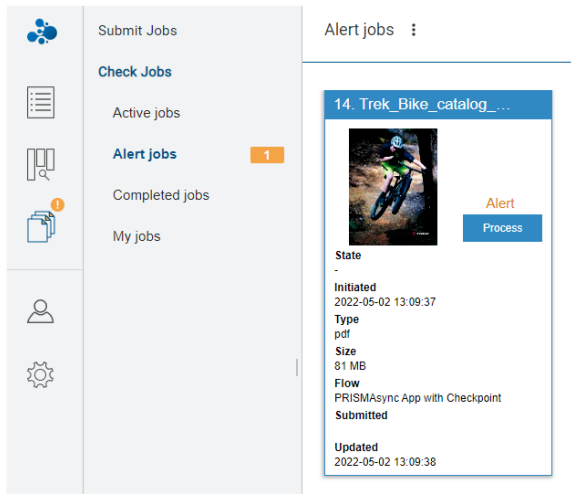 Submit Jobs
Check Jobs
Active jobs
Alert jobs
1
Completed jobs
My jobs
!
Alert jobs
14. Trek_Bike_catalog_...
Alert
Process
State
-
Initiated
2022-05-02 13:09:37
Type
pdf
Size
81 MB
Flow
PRISMAsync App with Checkpoint
Submitted
Updated
2022-05-02 13:09:38